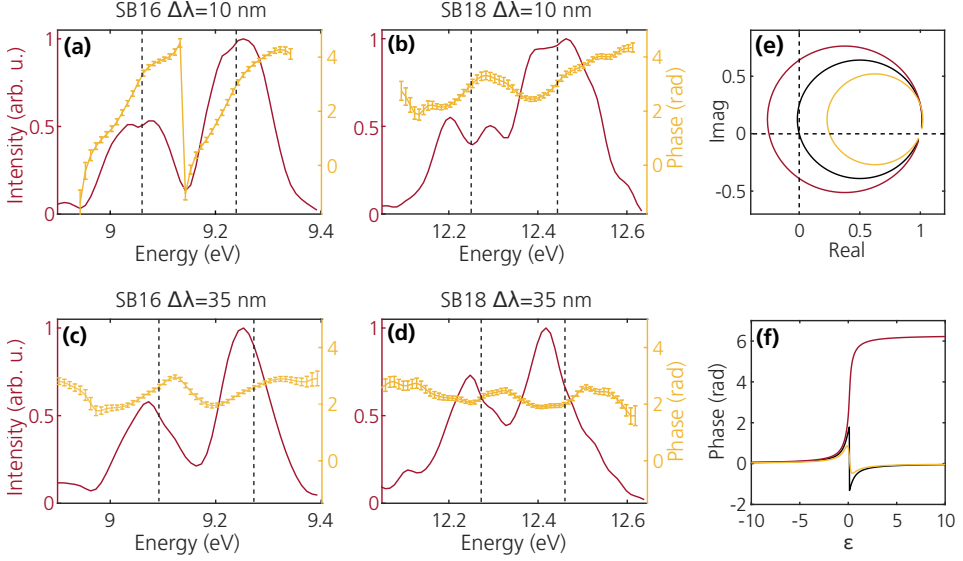 SB16 Δλ=10 nm
(a)
Intensity (arb. u.)
1
0.5
0
4
2
0
9
9.2
9.4
Energy (eV)
SB18 Δλ=10 nm
(b)
1
0.5
0
4
2
0
Phase (rad)
12.2
12.4
12.6
Energy (eV)
(e)
Imag
0.5
0
-0.5
0
0.5
1
Real
SB16 Δλ=35 nm
(c)
Intensity (arb. u.)
1
0.5
0
4
2
0
9
9.2
9.4
Energy (eV)
SB18 Δλ=35 nm
(d)
1
0.5
0
4
2
0
Phase (rad)
12.2
12.4
12.6
Energy (eV)
(f)
Phase (rad)
6
4
2
0
-2
-10
-5
0
5
10
ε